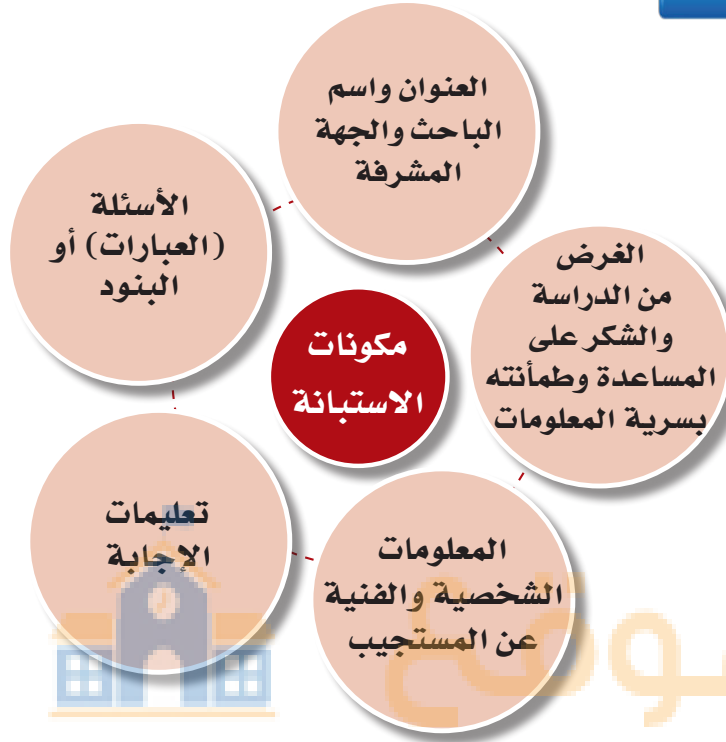 العنوان واسم
الباحث والجهة
المشرفة
الغرض
من الدراسة
والشكر على
المساعدة وطمأنته
بسرية المعلومات
المعلومات
الشخصية والفنية
عن المستجيب
تعليمات
الإجابة
الأسئلة
(العبارات) أو
البنود
مكونات
الاستبانة